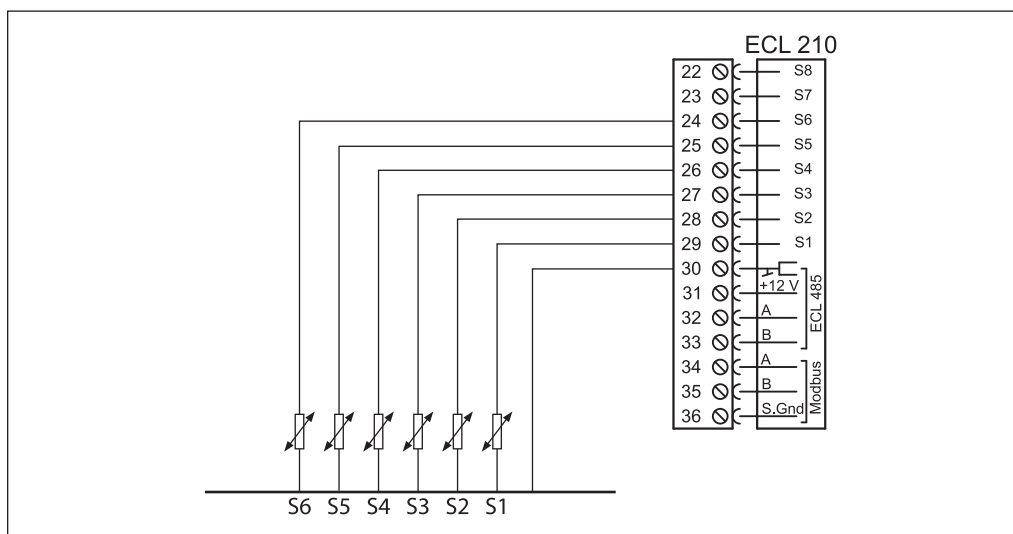 ECL 210
22 S8
23 S7
24 S6
25 S5
26 S4
27 S3
28 S2
29 S1
30
31 +12 V
32 A
33 B
ECL 485
34 A
35 B
36 S.Gnd
Modbus
S6 S5 S4 S3 S2 S1